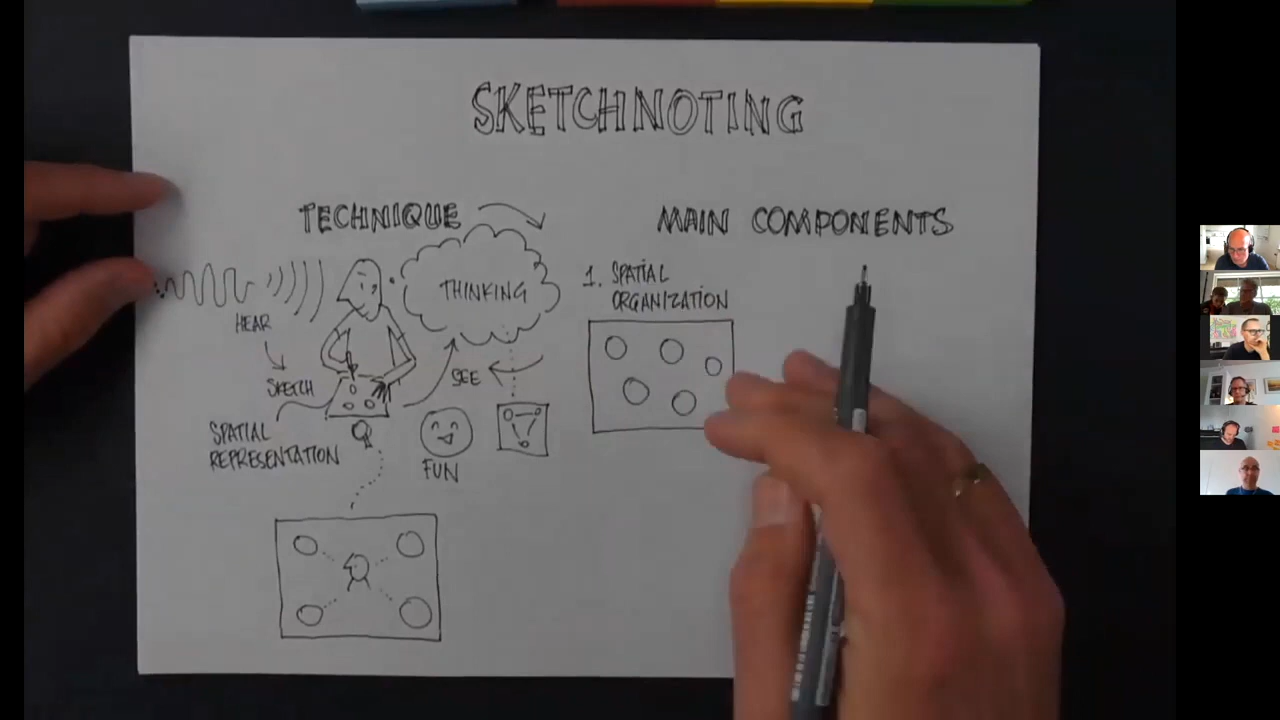 SKETCHNOTING
TECHNIQUE
THINKING
HEAR
SKETCH
SEE
SPATIAL
REPRESENTATION
FUN
MAIN COMPONENTS
1. SPATIAL
ORGANIZATION